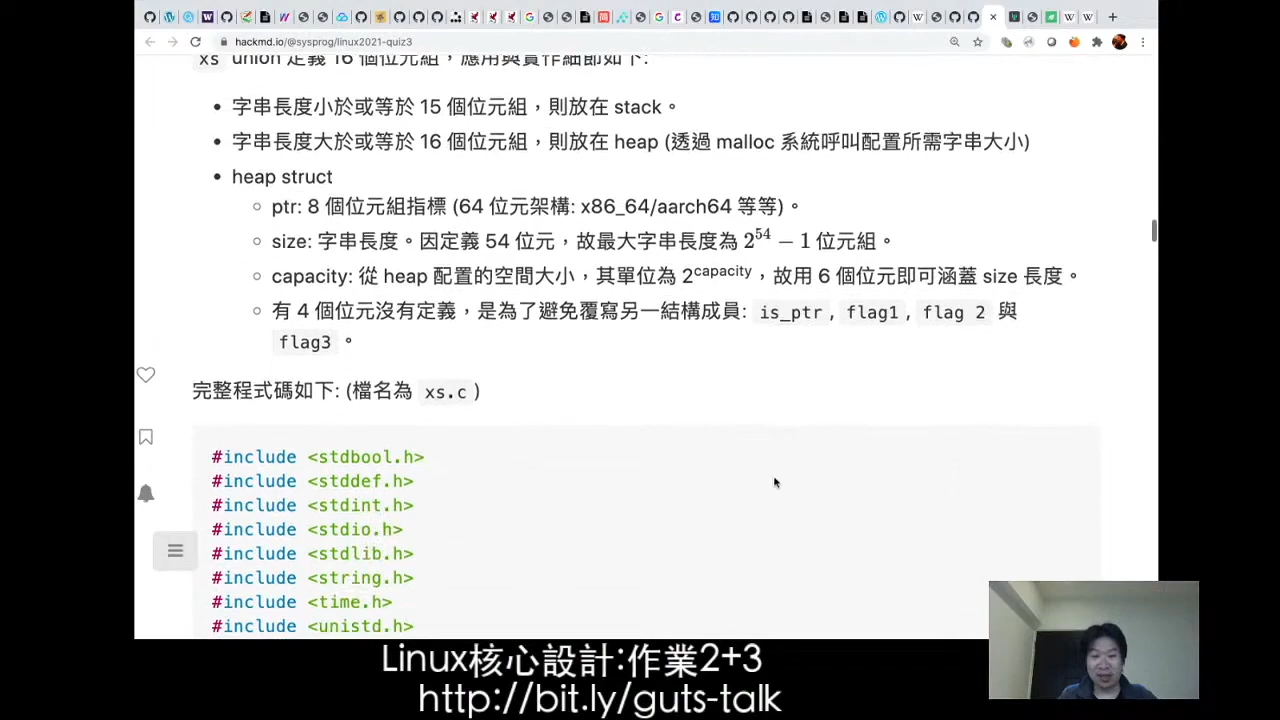 hackmd.io/@sysprog/linux2021-quiz3
xs union 定義 16 個位元組，應用與實作細節如下:
字串長度小於或等於 15 個位元組，則放在 stack。
字串長度大於或等於 16 個位元組，則放在 heap (透過 malloc 系統呼叫配置所需字串大小)
heap struct
ptr: 8 個位元組指標 (64 位元架構: x86_64/aarch64 等等)。
size: 字串長度。因定義 54 位元，故最大字串長度為 2^54 − 1 位元組。
capacity: 從 heap 配置的空間大小，其單位為 2^capacity，故用 6 個位元即可涵蓋 size 長度。
有 4 個位元沒有定義，是為了避免覆寫另一結構成員: is_ptr, flag1, flag 2 與
flag3 。
完整程式碼如下: (檔名為 xs.c )
#include <stdbool.h>
#include <stddef.h>
#include <stdint.h>
#include <stdio.h>
#include <stdlib.h>
#include <string.h>
#include <time.h>
#include <unistd.h>
Linux核心設計:作業2+3
http://bit.ly/guts-talk